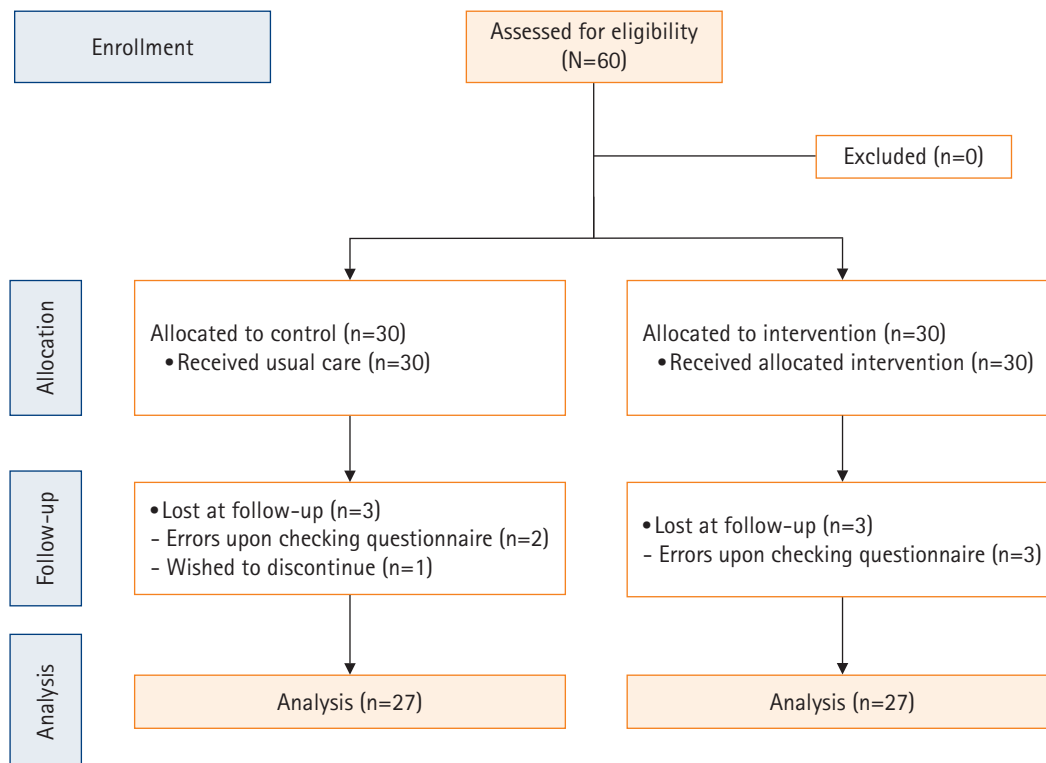 Enrollment
Assessed for eligibility
(N=60)
Excluded (n=0)
Allocation
Allocated to control (n=30)
•Received usual care (n=30)
Allocated to intervention (n=30)
•Received allocated intervention (n=30)
Follow-up
•Lost at follow-up (n=3)
- Errors upon checking questionnaire (n=2)
- Wished to discontinue (n=1)
•Lost at follow-up (n=3)
- Errors upon checking questionnaire (n=3)
Analysis
Analysis (n=27)
Analysis (n=27)